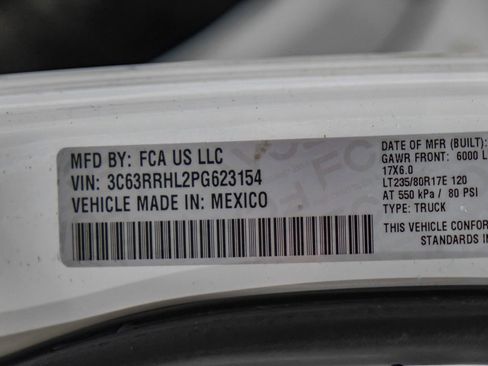 MFD BY: FCA US LLC
VIN: 3C63RRHL2PG623154
VEHICLE MADE IN: MEXICO
DATE OF MFR (BUILT):
GAWR FRONT: 6000 L
17X6.0
LT235/80R17E 120
AT 550 kPa / 80 PSI
TYPE: TRUCK
THIS VEHICLE CONFOR
STANDARDS IN